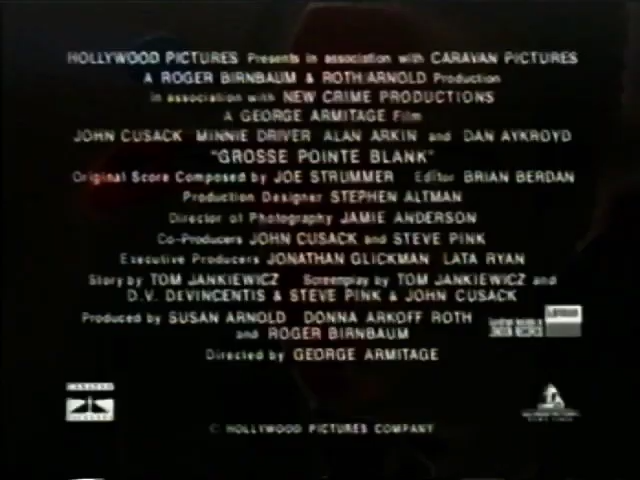 HOLLYWOOD PICTURES Presents in association with CARAVAN PICTURES
A ROGER BIRNBAUM & ROTH/ARNOLD Production
in association with NEW CRIME PRODUCTIONS
A GEORGE ARMITAGE Film
JOHN CUSACK MINNIE DRIVER ALAN ARKIN and DAN AYKROYD
"GROSSE POINTE BLANK"
Original Score Composed by JOE STRUMMER Editor BRIAN BERDAN
Production Designer STEPHEN ALTMAN
Director of Photography JAMIE ANDERSON
Co-Producers JOHN CUSACK and STEVE PINK
Executive Producers JONATHAN GLICKMAN LATA RYAN
Story by TOM JANKIEWICZ Screenplay by TOM JANKIEWICZ and
D.V. DeVINCENTIS & STEVE PINK & JOHN CUSACK
Produced by SUSAN ARNOLD DONNA ARKOFF ROTH
and ROGER BIRNBAUM
Directed by GEORGE ARMITAGE
CARAVAN
PICTURES
© HOLLYWOOD PICTURES COMPANY